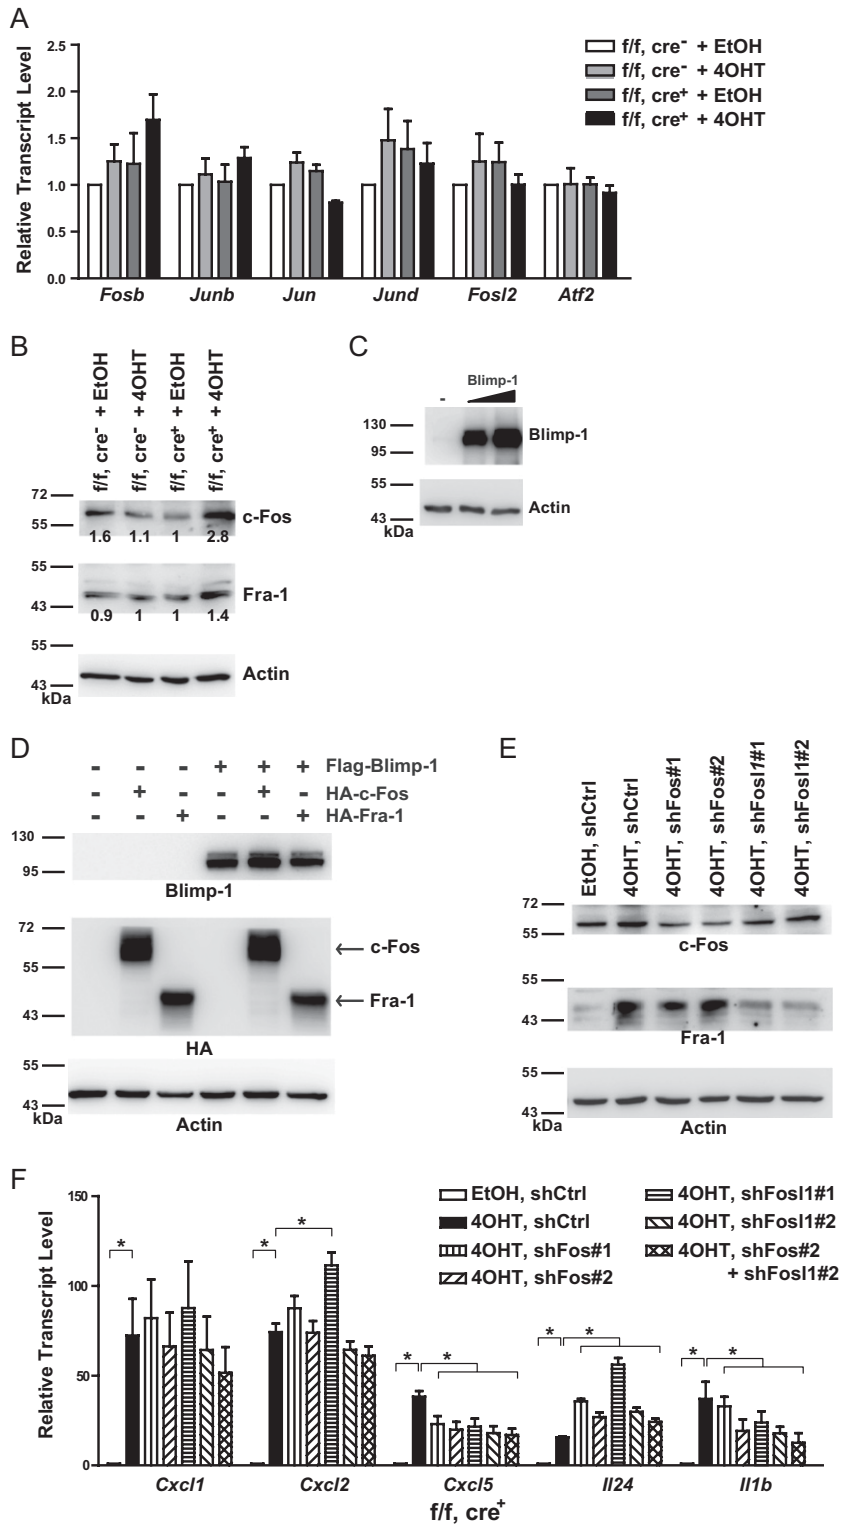 A
Relative Transcript Level
2.5
2.0
1.5
1.0
0.5
0.0
f/f, cre- + EtOH
f/f, cre- + 4OHT
f/f, cre+ + EtOH
f/f, cre+ + 4OHT
Fosb Junb Jun Jund Fosl2 Atf2
B
f/f, cre- + EtOH
f/f, cre- + 4OHT
f/f, cre+ + EtOH
f/f, cre+ + 4OHT
72
55
c-Fos
1.6 1.1 1 2.8
55
43
Fra-1
0.9 1 1 1.4
55
43
Actin
kDa
C
Blimp-1
-
130
95
Blimp-1
55
43
Actin
kDa
D
- - - + + + Flag-Blimp-1
- + - - + - HA-c-Fos
- - + - - + HA-Fra-1
130
95
Blimp-1
72
55
43
c-Fos
Fra-1
HA
55
43
kDa
Actin
E
EtOH, shCtrl
4OHT, shCtrl
4OHT, shFos#1
4OHT, shFos#2
4OHT, shFosl1#1
4OHT, shFosl1#2
72
55
c-Fos
55
43
Fra-1
55
43
kDa
Actin
F
Relative Transcript Level
150
100
50
0
EtOH, shCtrl
4OHT, shCtrl
4OHT, shFos#1
4OHT, shFos#2
4OHT, shFosl1#1
4OHT, shFosl1#2
4OHT, shFos#2
+ shFosl1#2
* * * * * * * * *
Cxcl1 Cxcl2 Cxcl5 Il24 Il1b
f/f, cre+